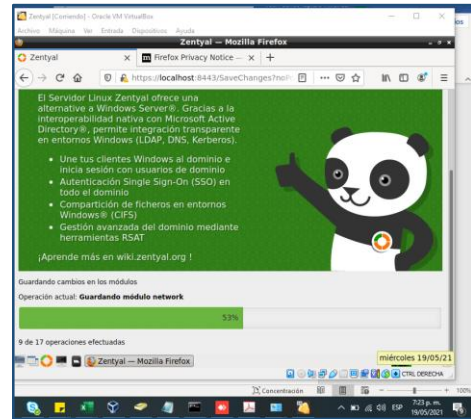 Zentyal [Corriendo] - Oracle VM VirtualBox
Archivo Máquina Ver Entrada Dispositivos Ayuda
Zentyal — Mozilla Firefox
Zentyal
Firefox Privacy Notice —
https://localhost:8443/SaveChanges?no
El Servidor Linux Zentyal ofrece una
alternative a Windows Server®. Gracias a la
interoperabilidad nativa con Microsoft Active
Directory®, permite integración transparente
en entornos Windows (LDAP, DNS, Kerberos).
• Une tus clientes Windows al dominio e
inicia sesión con usuarios de dominio
• Autenticación Single Sign-On (SSO) en
todo el dominio
• Compartición de ficheros en entornos
Windows® (CIFS)
• Gestión avanzada del dominio mediante
herramientas RSAT
¡Aprende más en wiki.zentyal.org !
Guardando cambios en los módulos
Operación actual: Guardando módulo network
53%
9 de 17 operaciones efectuadas
Zentyal — Mozilla Firefox
miércoles 19/05/21
CTRL DERECHA
Concentración
100%
ESP
7:23 p. m.
19/05/2021